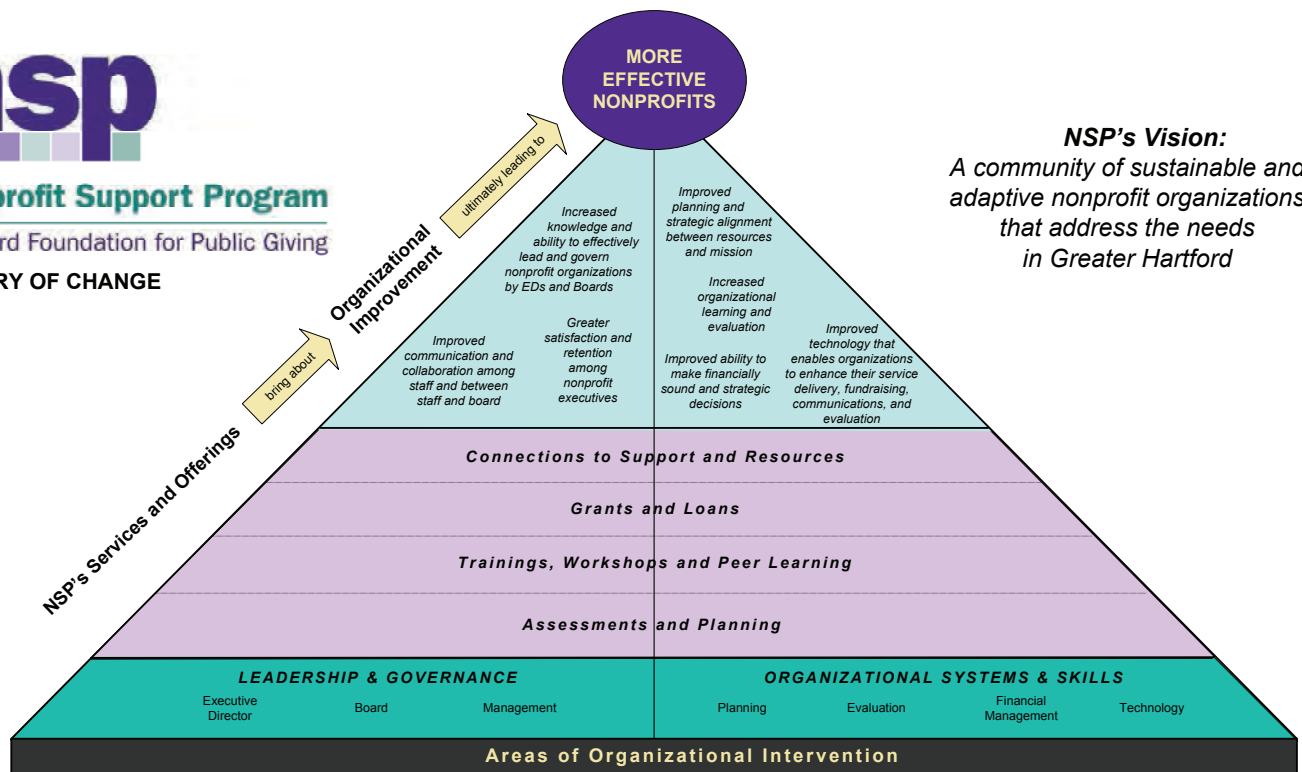 nsp
profit Support Program
rd Foundation for Public Giving
RY OF CHANGE
MORE
EFFECTIVE
NONPROFITS
NSP's Vision:
A community of sustainable and
adaptive nonprofit organizations
that address the needs
in Greater Hartford
NSP's Services and Offerings
bring about
Organizational
Improvement
ultimately leading to
Increased
knowledge and
ability to effectively
lead and govern
nonprofit organizations
by EDs and Boards
Improved
planning and
strategic alignment
between resources
and mission
Increased
organizational
learning and
evaluation
Improved
communication and
collaboration among
staff and between
staff and board
Greater
satisfaction and
retention
among
nonprofit
executives
Improved ability to
make financially
sound and strategic
decisions
Improved
technology that
enables organizations
to enhance their service
delivery, fundraising,
communications, and
evaluation
Connections to Support and Resources
Grants and Loans
Trainings, Workshops and Peer Learning
Assessments and Planning
LEADERSHIP & GOVERNANCE
Executive
Director
Board
Management
ORGANIZATIONAL SYSTEMS & SKILLS
Planning
Evaluation
Financial
Management
Technology
Areas of Organizational Intervention